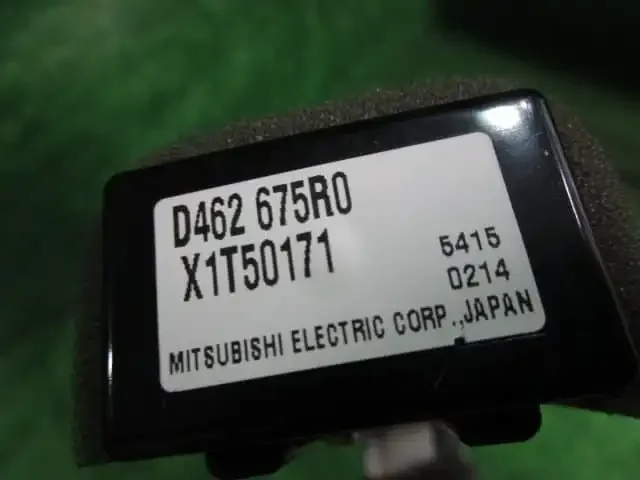 D462 675R0
X1T50171
5415
0214
MITSUBISHI ELECTRIC CORP.,JAPAN